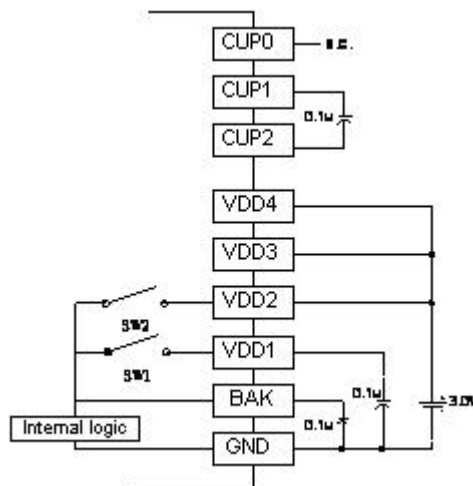 CUP0
N.C.
CUP1
0.1u
CUP2
VDD4
VDD3
VDD2
SW2
VDD1
SW1
0.1u
3.0V
BAK
Internal logic
0.1u
GND